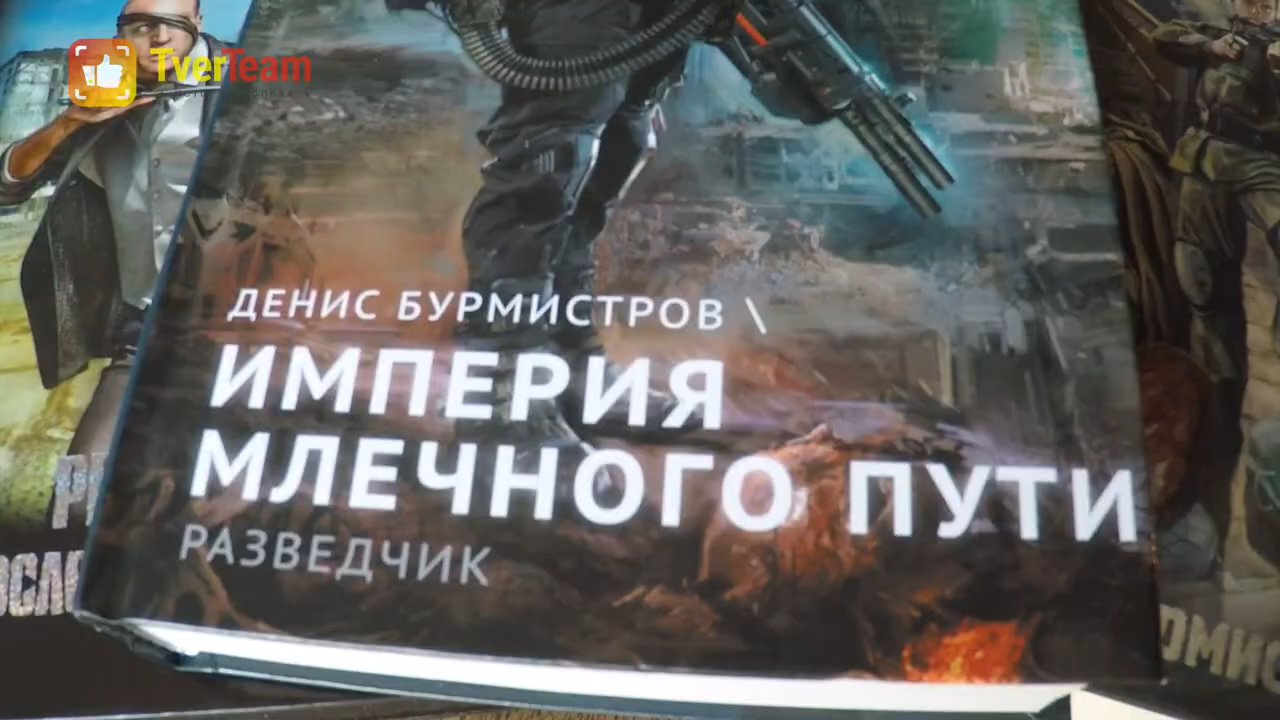 TverTeam
ДЕНИС БУРМИСТРОВ \
ИМПЕРИЯ
МЛЕЧНОГО ПУТИ
РАЗВЕДЧИК